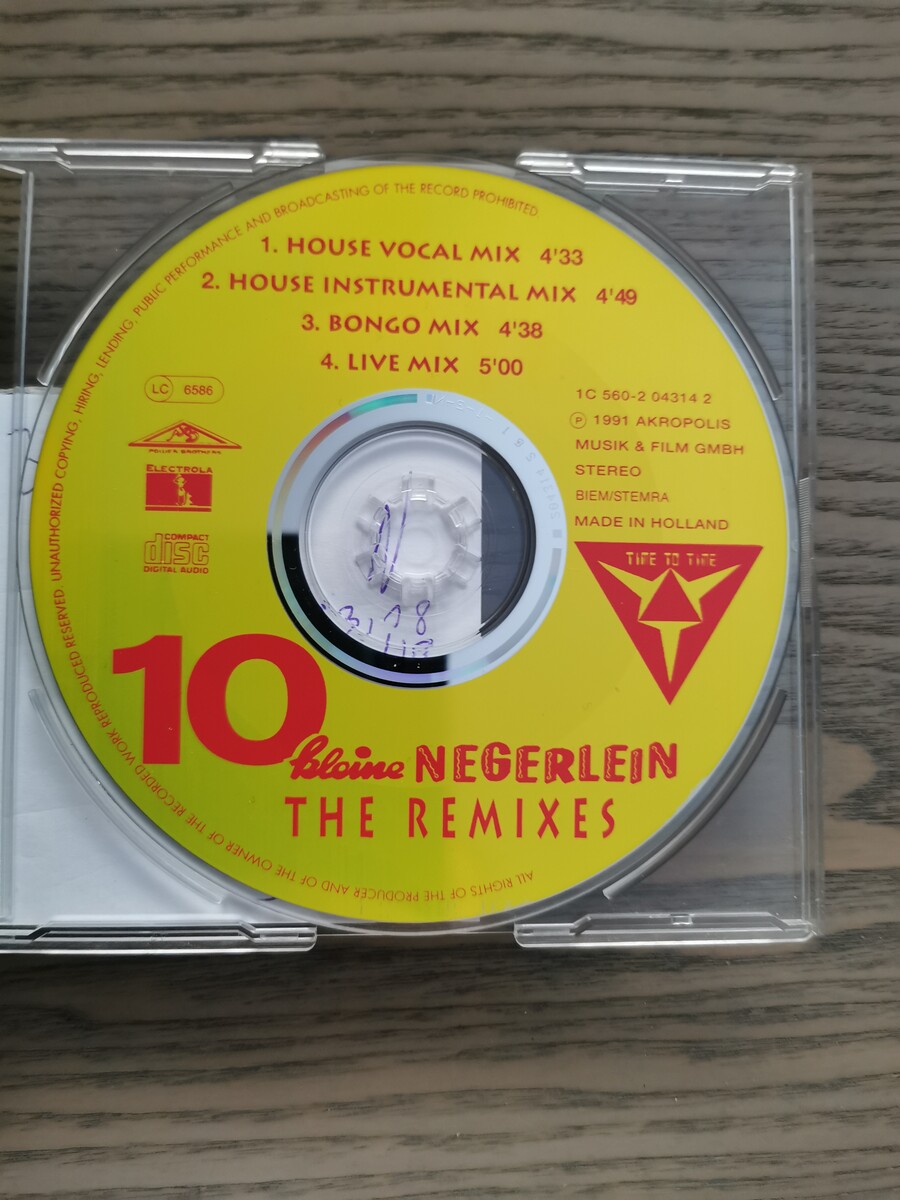 ALL RIGHTS OF THE PRODUCER AND OF THE OWNER OF THE RECORDED WORK REPRODUCED RESERVED. UNAUTHORIZED COPYING, HIRING, LENDING, PUBLIC PERFORMANCE AND BROADCASTING OF THE RECORD PROHIBITED
1. HOUSE VOCAL MIX 4'33
2. HOUSE INSTRUMENTAL MIX 4'49
3. BONGO MIX 4'38
4. LIVE MIX 5'00
LC 6586
ELECTROLA
COMPACT
disc
DIGITAL AUDIO
1C 560-2 04314 2
Ⓟ 1991 AKROPOLIS
MUSIK & FILM GMBH
STEREO
BIEM/STEMRA
MADE IN HOLLAND
TIME TO TIME
10
kleine NEGERLEIN
THE REMIXES